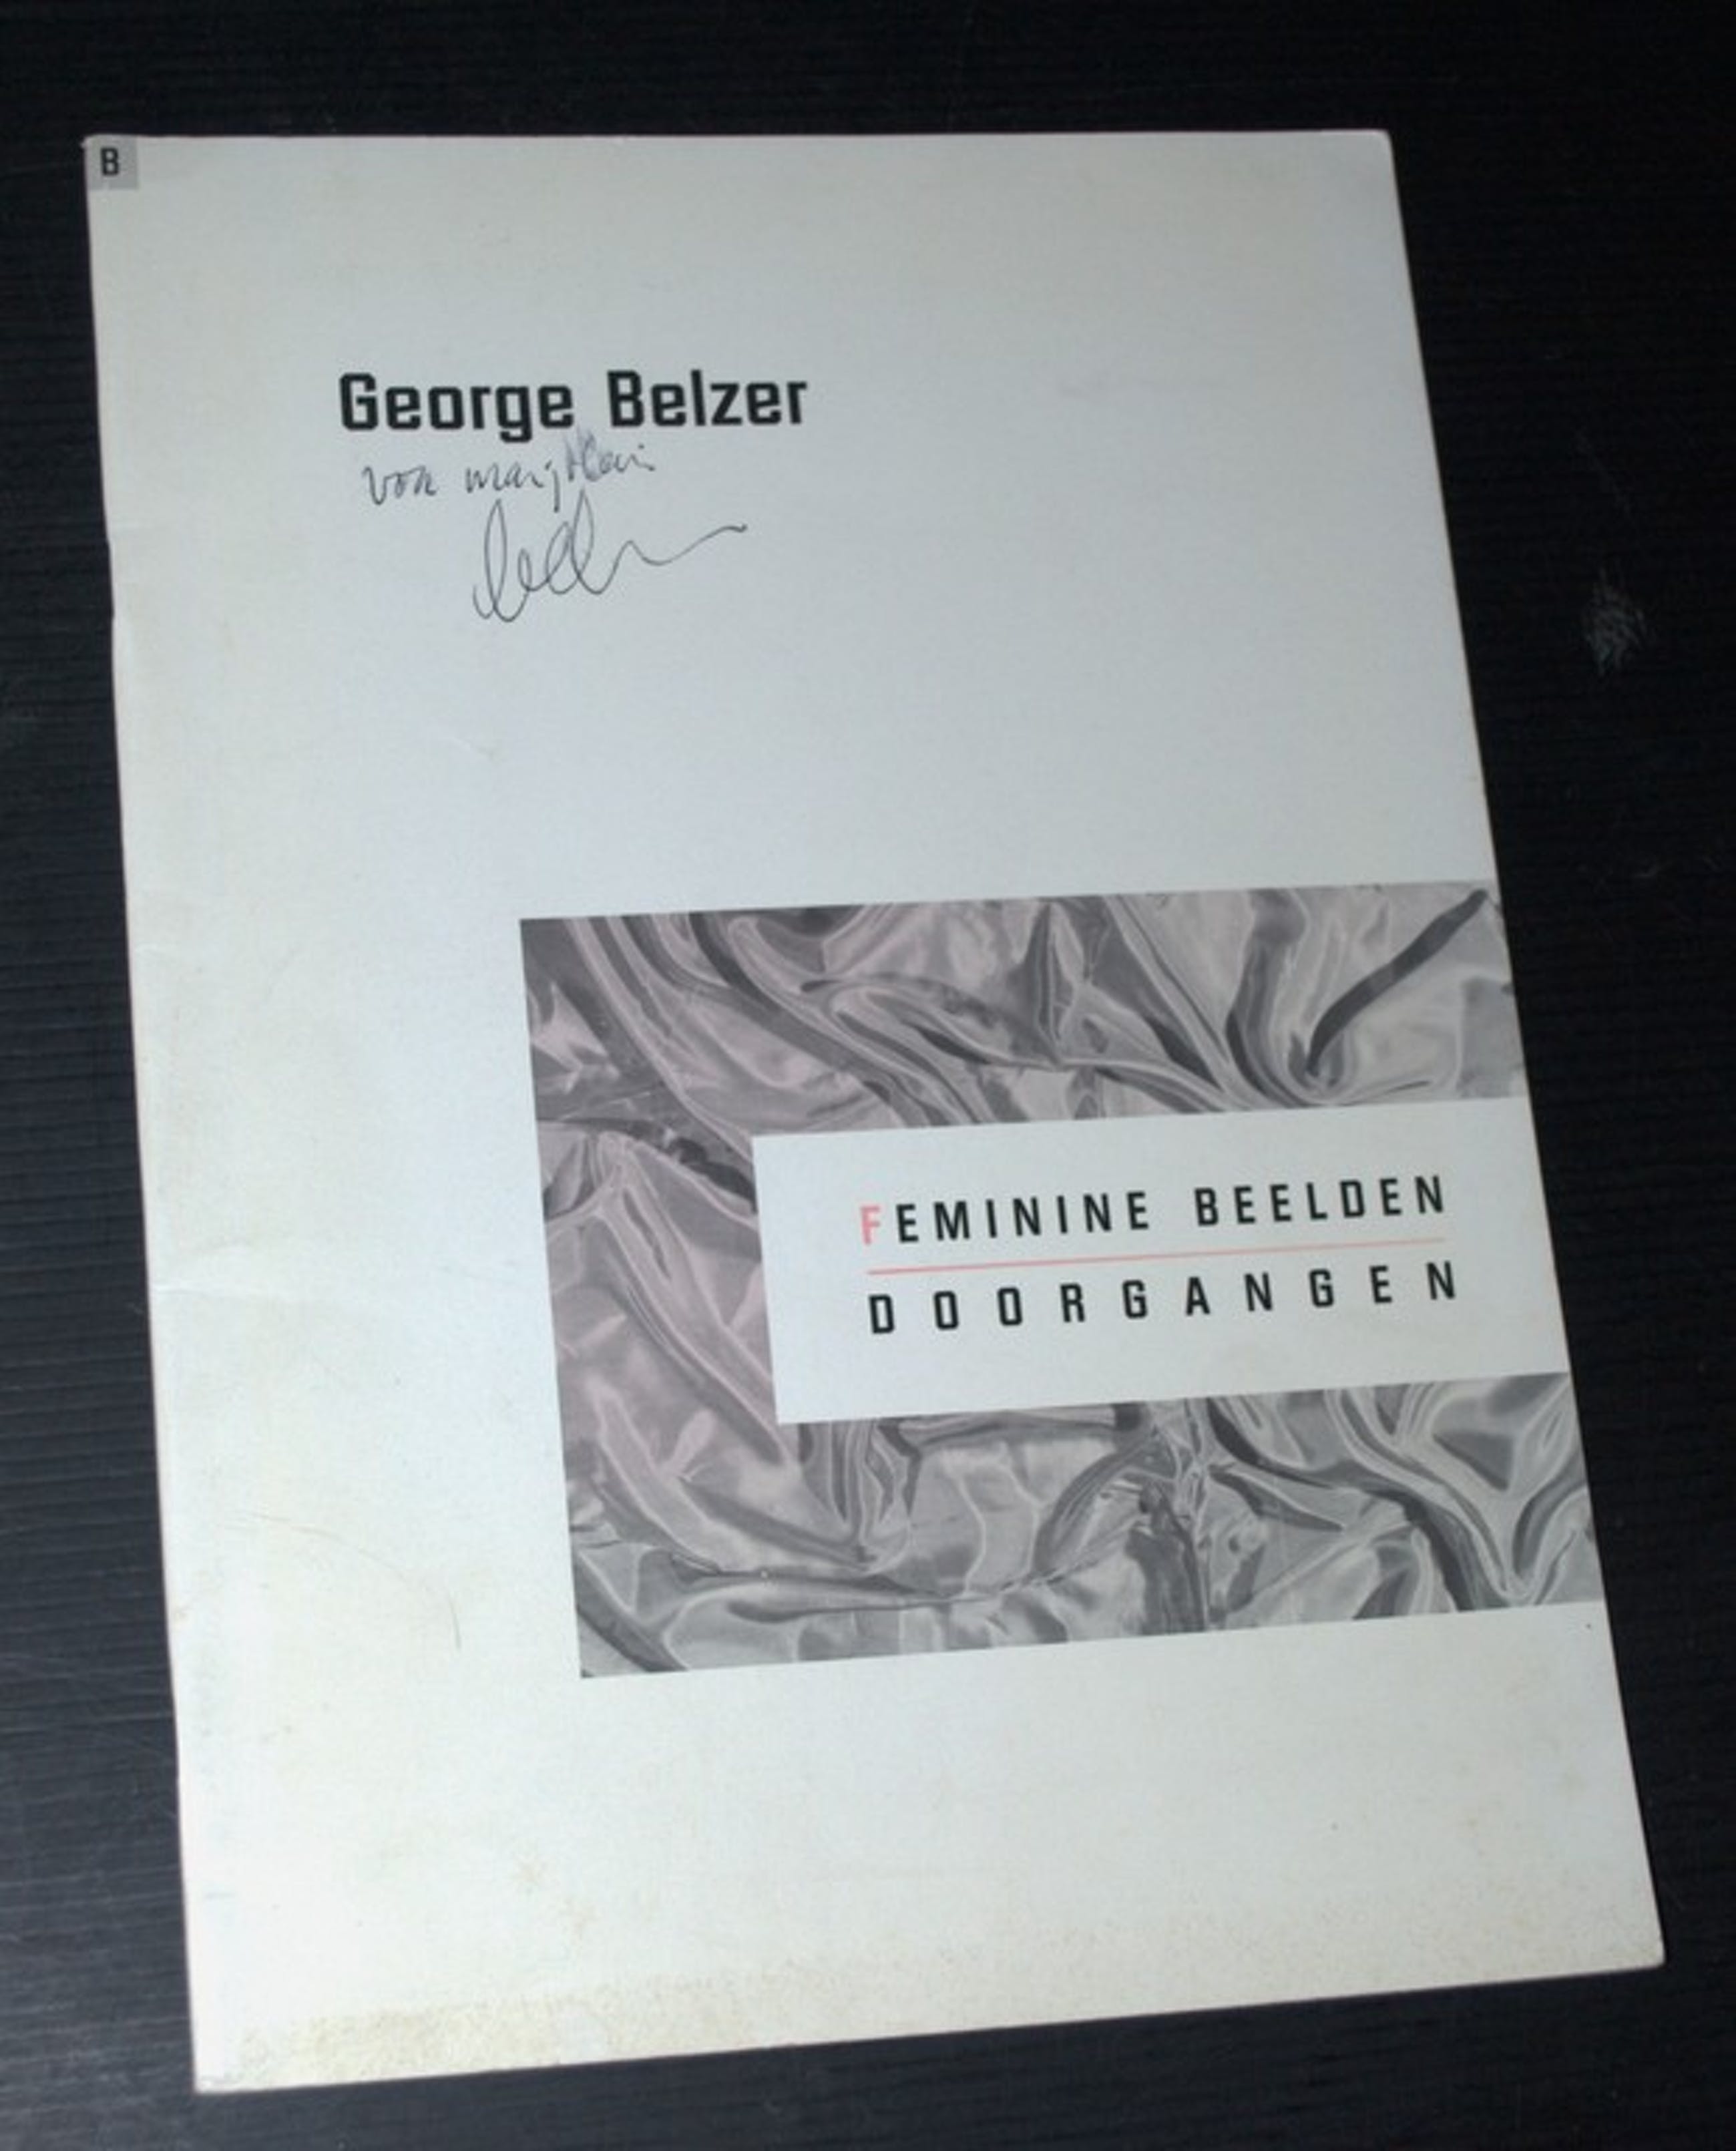 B
George Belzer
voor
FEMININE BEELDEN
DOORGANGEN